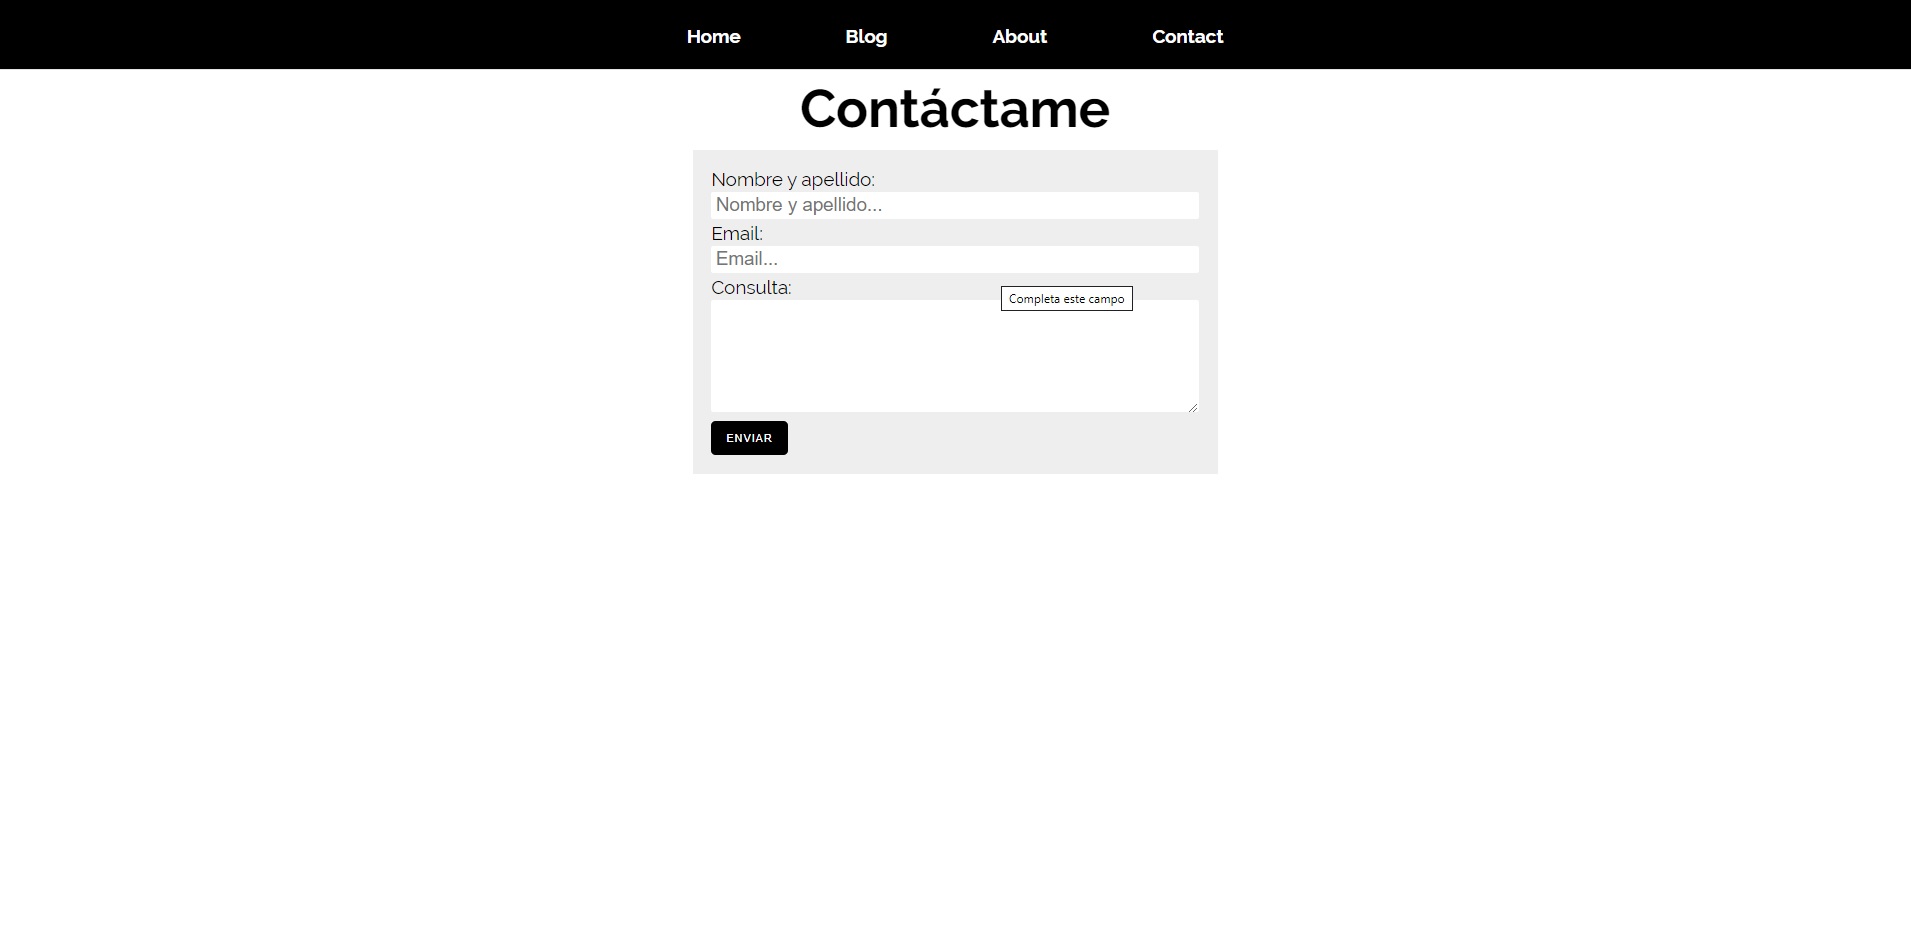 Home Blog About Contact
Contáctame
Nombre y apellido:
Nombre y apellido...
Email:
Email...
Consulta:
Completa este campo
ENVIAR